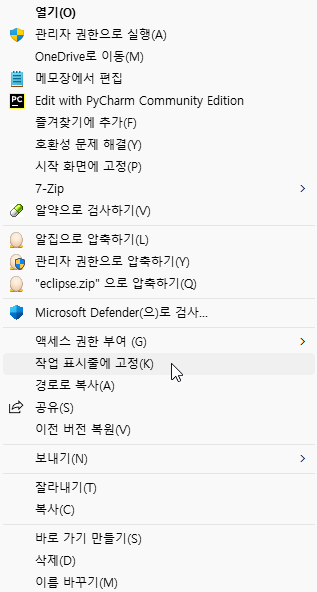 열기(O)
관리자 권한으로 실행(A)
OneDrive로 이동(M)
메모장에서 편집
Edit with PyCharm Community Edition
즐겨찾기에 추가(F)
호환성 문제 해결(Y)
시작 화면에 고정(P)
7-Zip
알약으로 검사하기(V)
알집으로 압축하기(L)
관리자 권한으로 압축하기(Y)
"eclipse.zip" 으로 압축하기(Q)
Microsoft Defender(으)로 검사...
액세스 권한 부여 (G)
작업 표시줄에 고정(K)
경로로 복사(A)
공유(S)
이전 버전 복원(V)
보내기(N)
잘라내기(T)
복사(C)
바로 가기 만들기(S)
삭제(D)
이름 바꾸기(M)